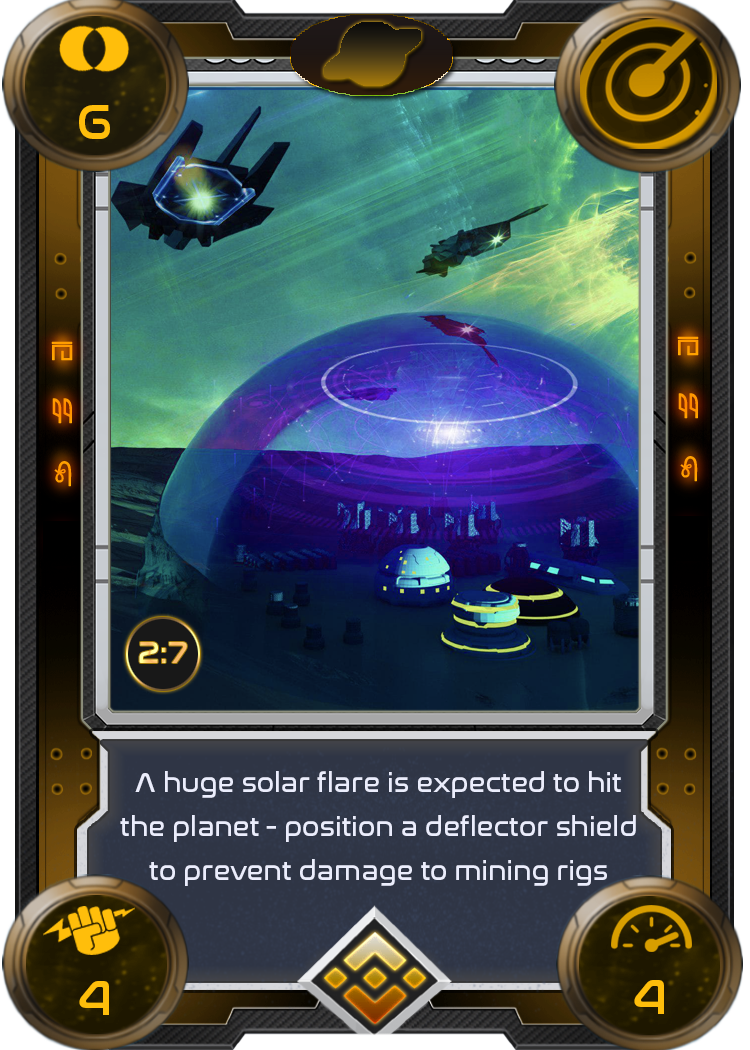 6
2:7
A huge solar flare is expected to hit
the planet - position a deflector shield
to prevent damage to mining rigs
4
4